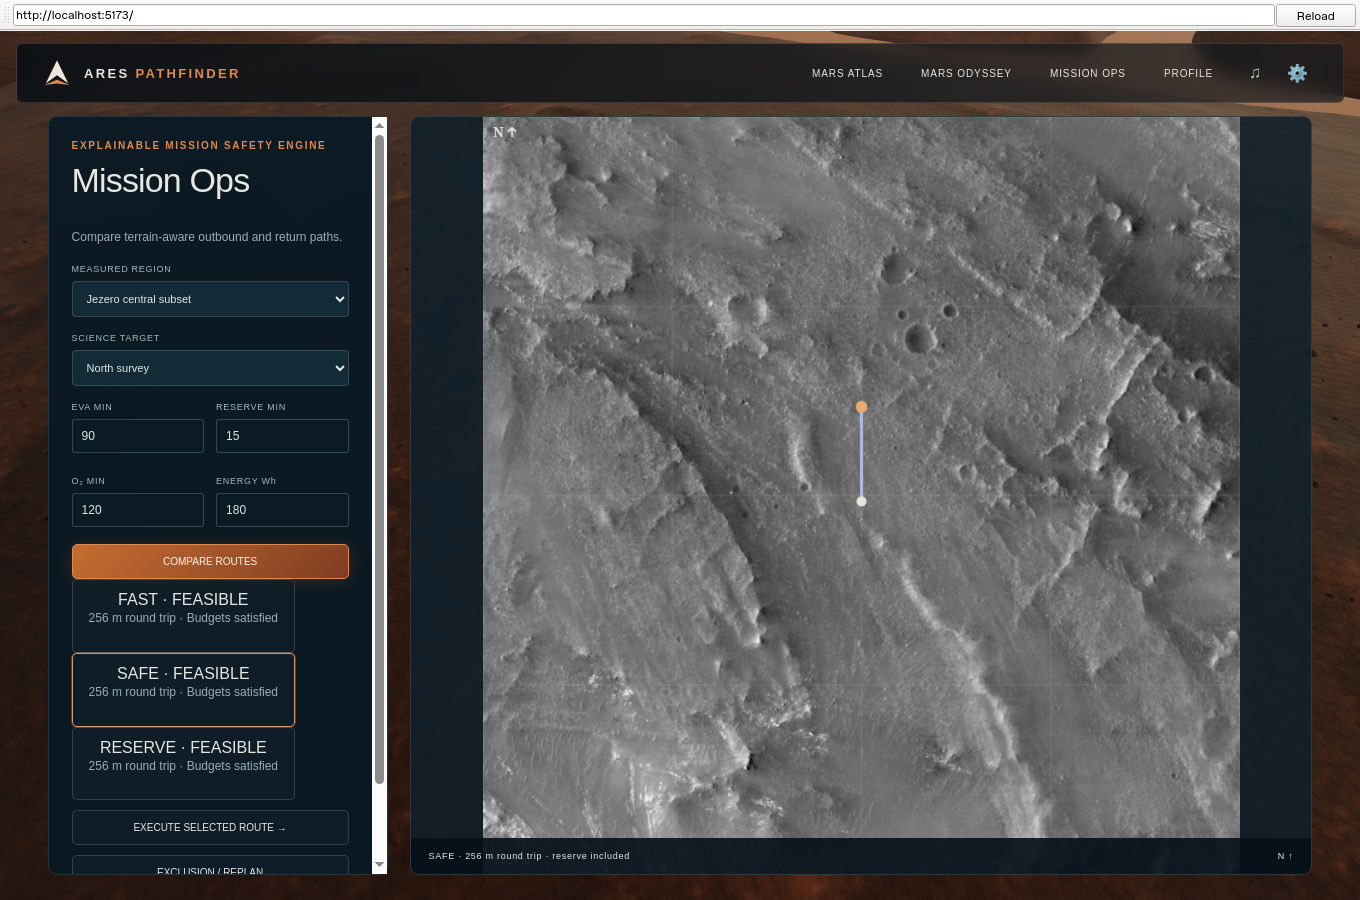 http://localhost:5173/
Reload
ARES PATHFINDER
MARS ATLAS
MARS ODYSSEY
MISSION OPS
PROFILE
EXPLAINABLE MISSION SAFETY ENGINE
Mission Ops
Compare terrain-aware outbound and return paths.
MEASURED REGION
Jezero central subset
SCIENCE TARGET
North survey
EVA MIN
RESERVE MIN
90
15
O₂ MIN
ENERGY Wh
120
180
COMPARE ROUTES
FAST · FEASIBLE
256 m round trip · Budgets satisfied
SAFE · FEASIBLE
256 m round trip · Budgets satisfied
RESERVE · FEASIBLE
256 m round trip · Budgets satisfied
EXECUTE SELECTED ROUTE →
EXCLUSION / REPLAN
N ↑
SAFE · 256 m round trip · reserve included
N ↑